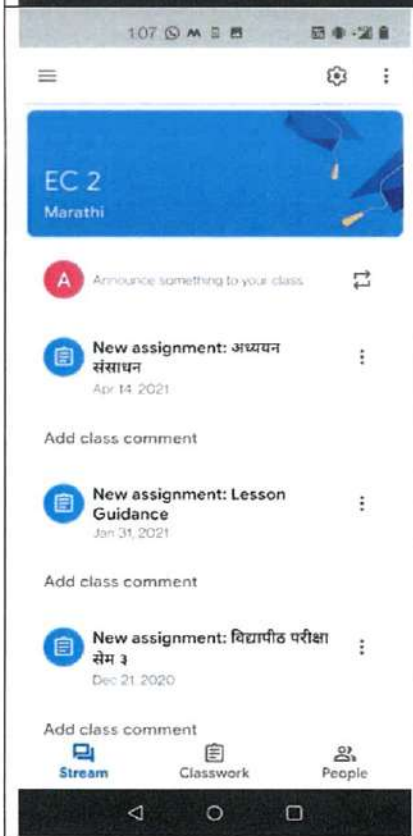 1:07
EC 2
Marathi
A
Announce something to your class
New assignment: अध्ययन
संसाधन
Apr 14, 2021
Add class comment
New assignment: Lesson
Guidance
Jan 31, 2021
Add class comment
New assignment: विद्यापीठ परीक्षा
सेम ३
Dec 21, 2020
Add class comment
Stream Classwork People